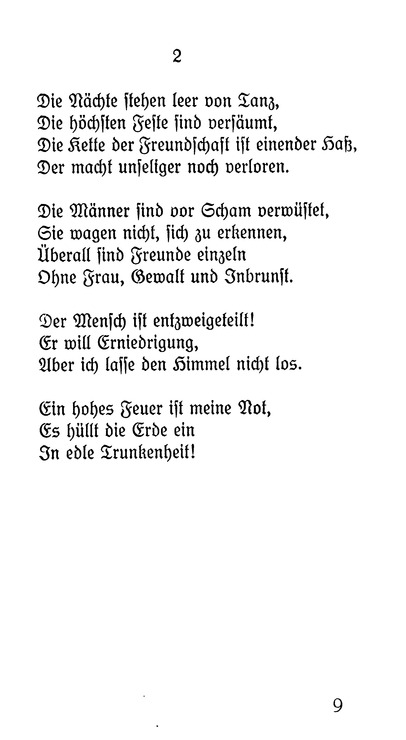 2
Die Nächte stehen leer von Tanz,
Die höchsten Feste sind versäumt,
Die Kette der Freundschaft ist einender Haß,
Der macht unseliger noch verloren.
Die Männer sind vor Scham verwüstet,
Sie wagen nicht, sich zu erkennen,
Überall sind Freunde einzeln
Ohne Frau, Gewalt und Inbrunst.
Der Mensch ist entzweigeteilt!
Er will Erniedrigung,
Aber ich lasse den Himmel nicht los.
Ein hohes Feuer ist meine Not,
Es hüllt die Erde ein
In edle Trunkenheit!
9